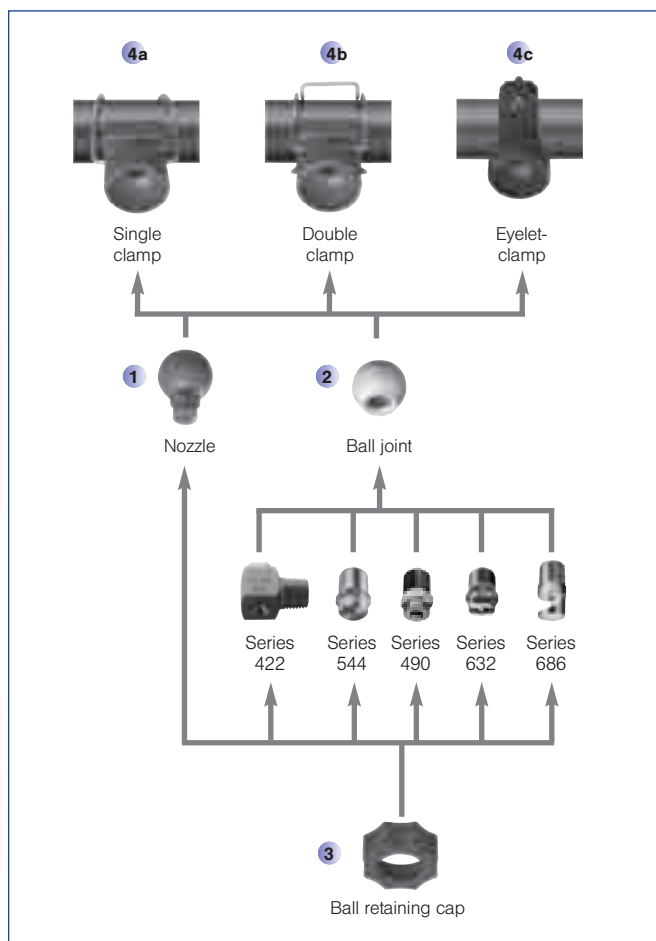 4a
4b
4c
Single
clamp
Double
clamp
Eyelet-
clamp
1
2
Nozzle
Ball joint
Series
422
Series
544
Series
490
Series
632
Series
686
3
Ball retaining cap